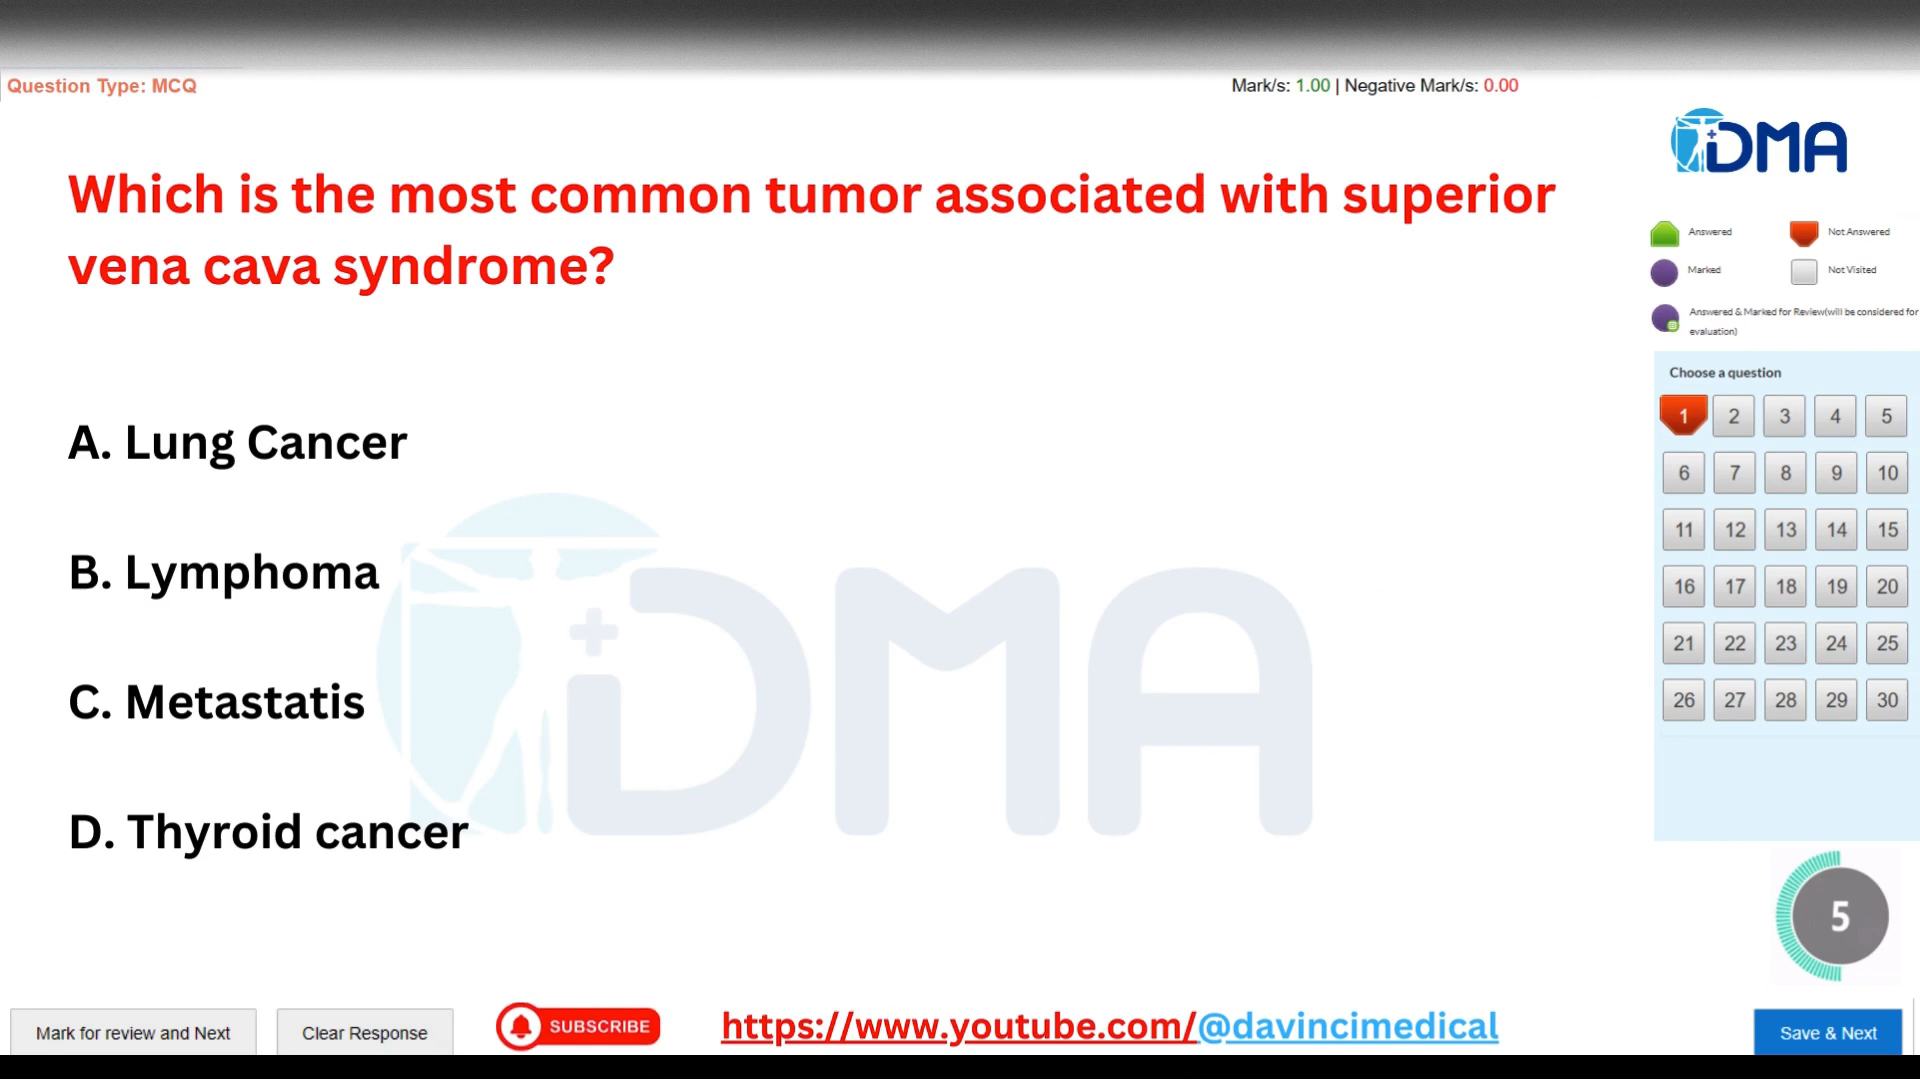 Question Type: MCQ
Mark/s: 1.00 | Negative Mark/s: 0.00
DMA
Which is the most common tumor associated with superior
vena cava syndrome?
A. Lung Cancer
B. Lymphoma
C. Metastatis
D. Thyroid cancer
DMA
Answered
Not Answered
Marked
Not Visited
Answered & Marked for Review(will be considered for
evaluation)
Choose a question
1 2 3 4 5
6 7 8 9 10
11 12 13 14 15
16 17 18 19 20
21 22 23 24 25
26 27 28 29 30
5
Mark for review and Next
Clear Response
SUBSCRIBE
https://www.youtube.com/@davincimedical
Save & Next